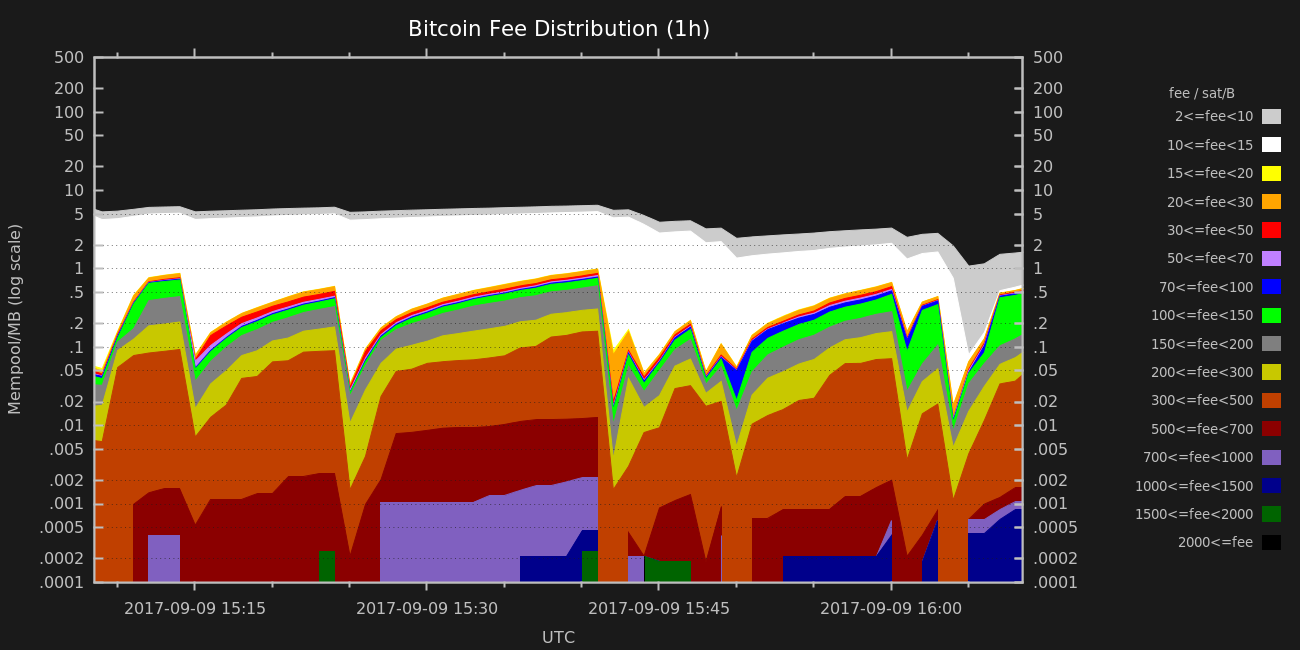 Bitcoin Fee Distribution (1h)
Mempool/MB (log scale)
500
200
100
50
20
10
5
2
1
.5
.2
.1
.05
.02
.01
.005
.002
.001
.0005
.0002
.0001
500
200
100
50
20
10
5
2
1
.5
.2
.1
.05
.02
.01
.005
.002
.001
.0005
.0002
.0001
2017-09-09 15:15
2017-09-09 15:30
2017-09-09 15:45
2017-09-09 16:00
UTC
fee / sat/B
2<=fee<10
10<=fee<15
15<=fee<20
20<=fee<30
30<=fee<50
50<=fee<70
70<=fee<100
100<=fee<150
150<=fee<200
200<=fee<300
300<=fee<500
500<=fee<700
700<=fee<1000
1000<=fee<1500
1500<=fee<2000
2000<=fee